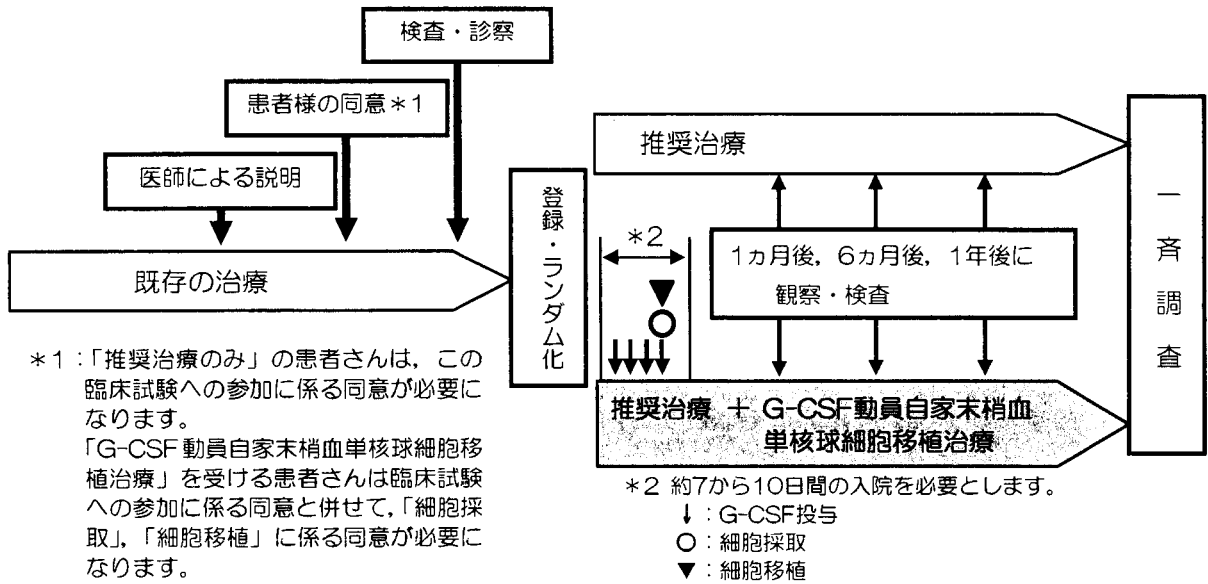 検査・診察
患者様の同意＊1
医師による説明
既存の治療
登録・ランダム化
推奨治療
＊2
1ヵ月後，6ヵ月後，1年後に
観察・検査
推奨治療 ＋ G-CSF動員自家末梢血
単核球細胞移植治療
一斉調査
＊1：「推奨治療のみ」の患者さんは，この
臨床試験への参加に係る同意が必要に
なります。
「G-CSF動員自家末梢血単核球細胞移
植治療」を受ける患者さんは臨床試験
への参加に係る同意と併せて，「細胞採
取」，「細胞移植」に係る同意が必要に
なります。
＊2 約7から10日間の入院を必要とします。
↓：G-CSF投与
○：細胞採取
▼：細胞移植